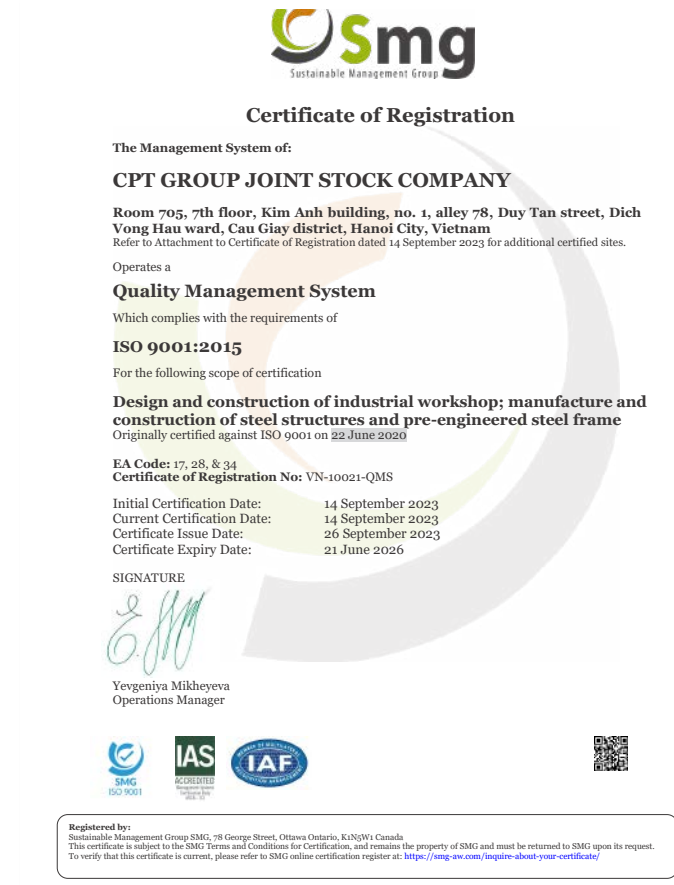 Smg
Sustainable Management Group
Certificate of Registration
The Management System of:
CPT GROUP JOINT STOCK COMPANY
Room 705, 7th floor, Kim Anh building, no. 1, alley 78, Duy Tan street, Dich
Vong Hau ward, Cau Giay district, Hanoi City, Vietnam
Refer to Attachment to Certificate of Registration dated 14 September 2023 for additional certified sites.
Operates a
Quality Management System
Which complies with the requirements of
ISO 9001:2015
For the following scope of certification
Design and construction of industrial workshop; manufacture and
construction of steel structures and pre-engineered steel frame
Originally certified against ISO 9001 on 22 June 2020
EA Code: 17, 28, & 34
Certificate of Registration No: VN-10021-QMS
Initial Certification Date: 14 September 2023
Current Certification Date: 14 September 2023
Certificate Issue Date: 26 September 2023
Certificate Expiry Date: 21 June 2026
SIGNATURE
Yevgeniya Mikheyeva
Operations Manager
SMG
ISO 9001
IAS
ACCREDITED
IAF
Registered by:
Sustainable Management Group SMG, 78 George Street, Ottawa Ontario, K1N5W1 Canada
This certificate is subject to the SMG Terms and Conditions for Certification, and remains the property of SMG and must be returned to SMG upon its request.
To verify that this certificate is current, please refer to SMG online certification register at: https://smg-aw.com/inquire-about-your-certificate/